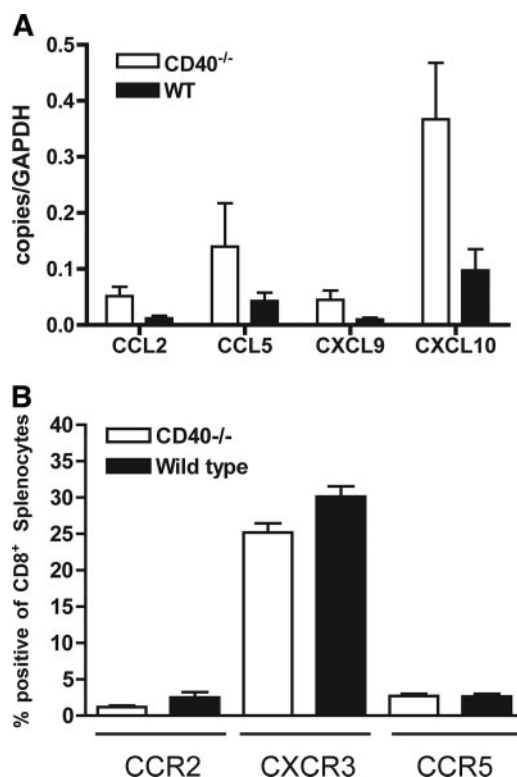 A
0.5
0.4
0.3
0.2
0.1
0.0
copies/GAPDH
CD40-/-
WT
CCL2 CCL5 CXCL9 CXCL10
B
40
35
30
25
20
15
10
5
0
% positive of CD8+ Splenocytes
CD40-/-
Wild type
CCR2 CXCR3 CCR5